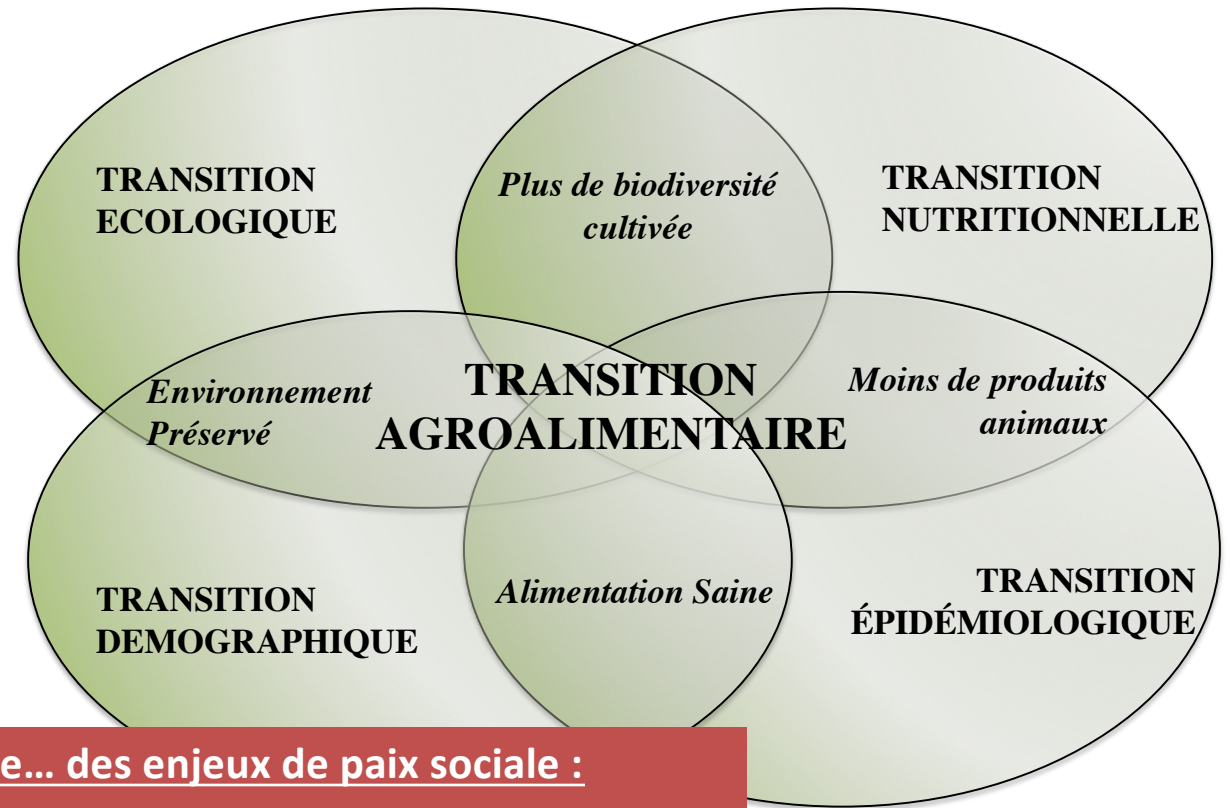 TRANSITION
ECOLOGIQUE
Plus de biodiversité
cultivée
TRANSITION
NUTRITIONNELLE
Environnement
Préservé
TRANSITION
AGROALIMENTAIRE
Moins de produits
animaux
TRANSITION
DEMOGRAPHIQUE
Alimentation Saine
TRANSITION
ÉPIDÉMIOLOGIQUE
e... des enjeux de paix sociale :